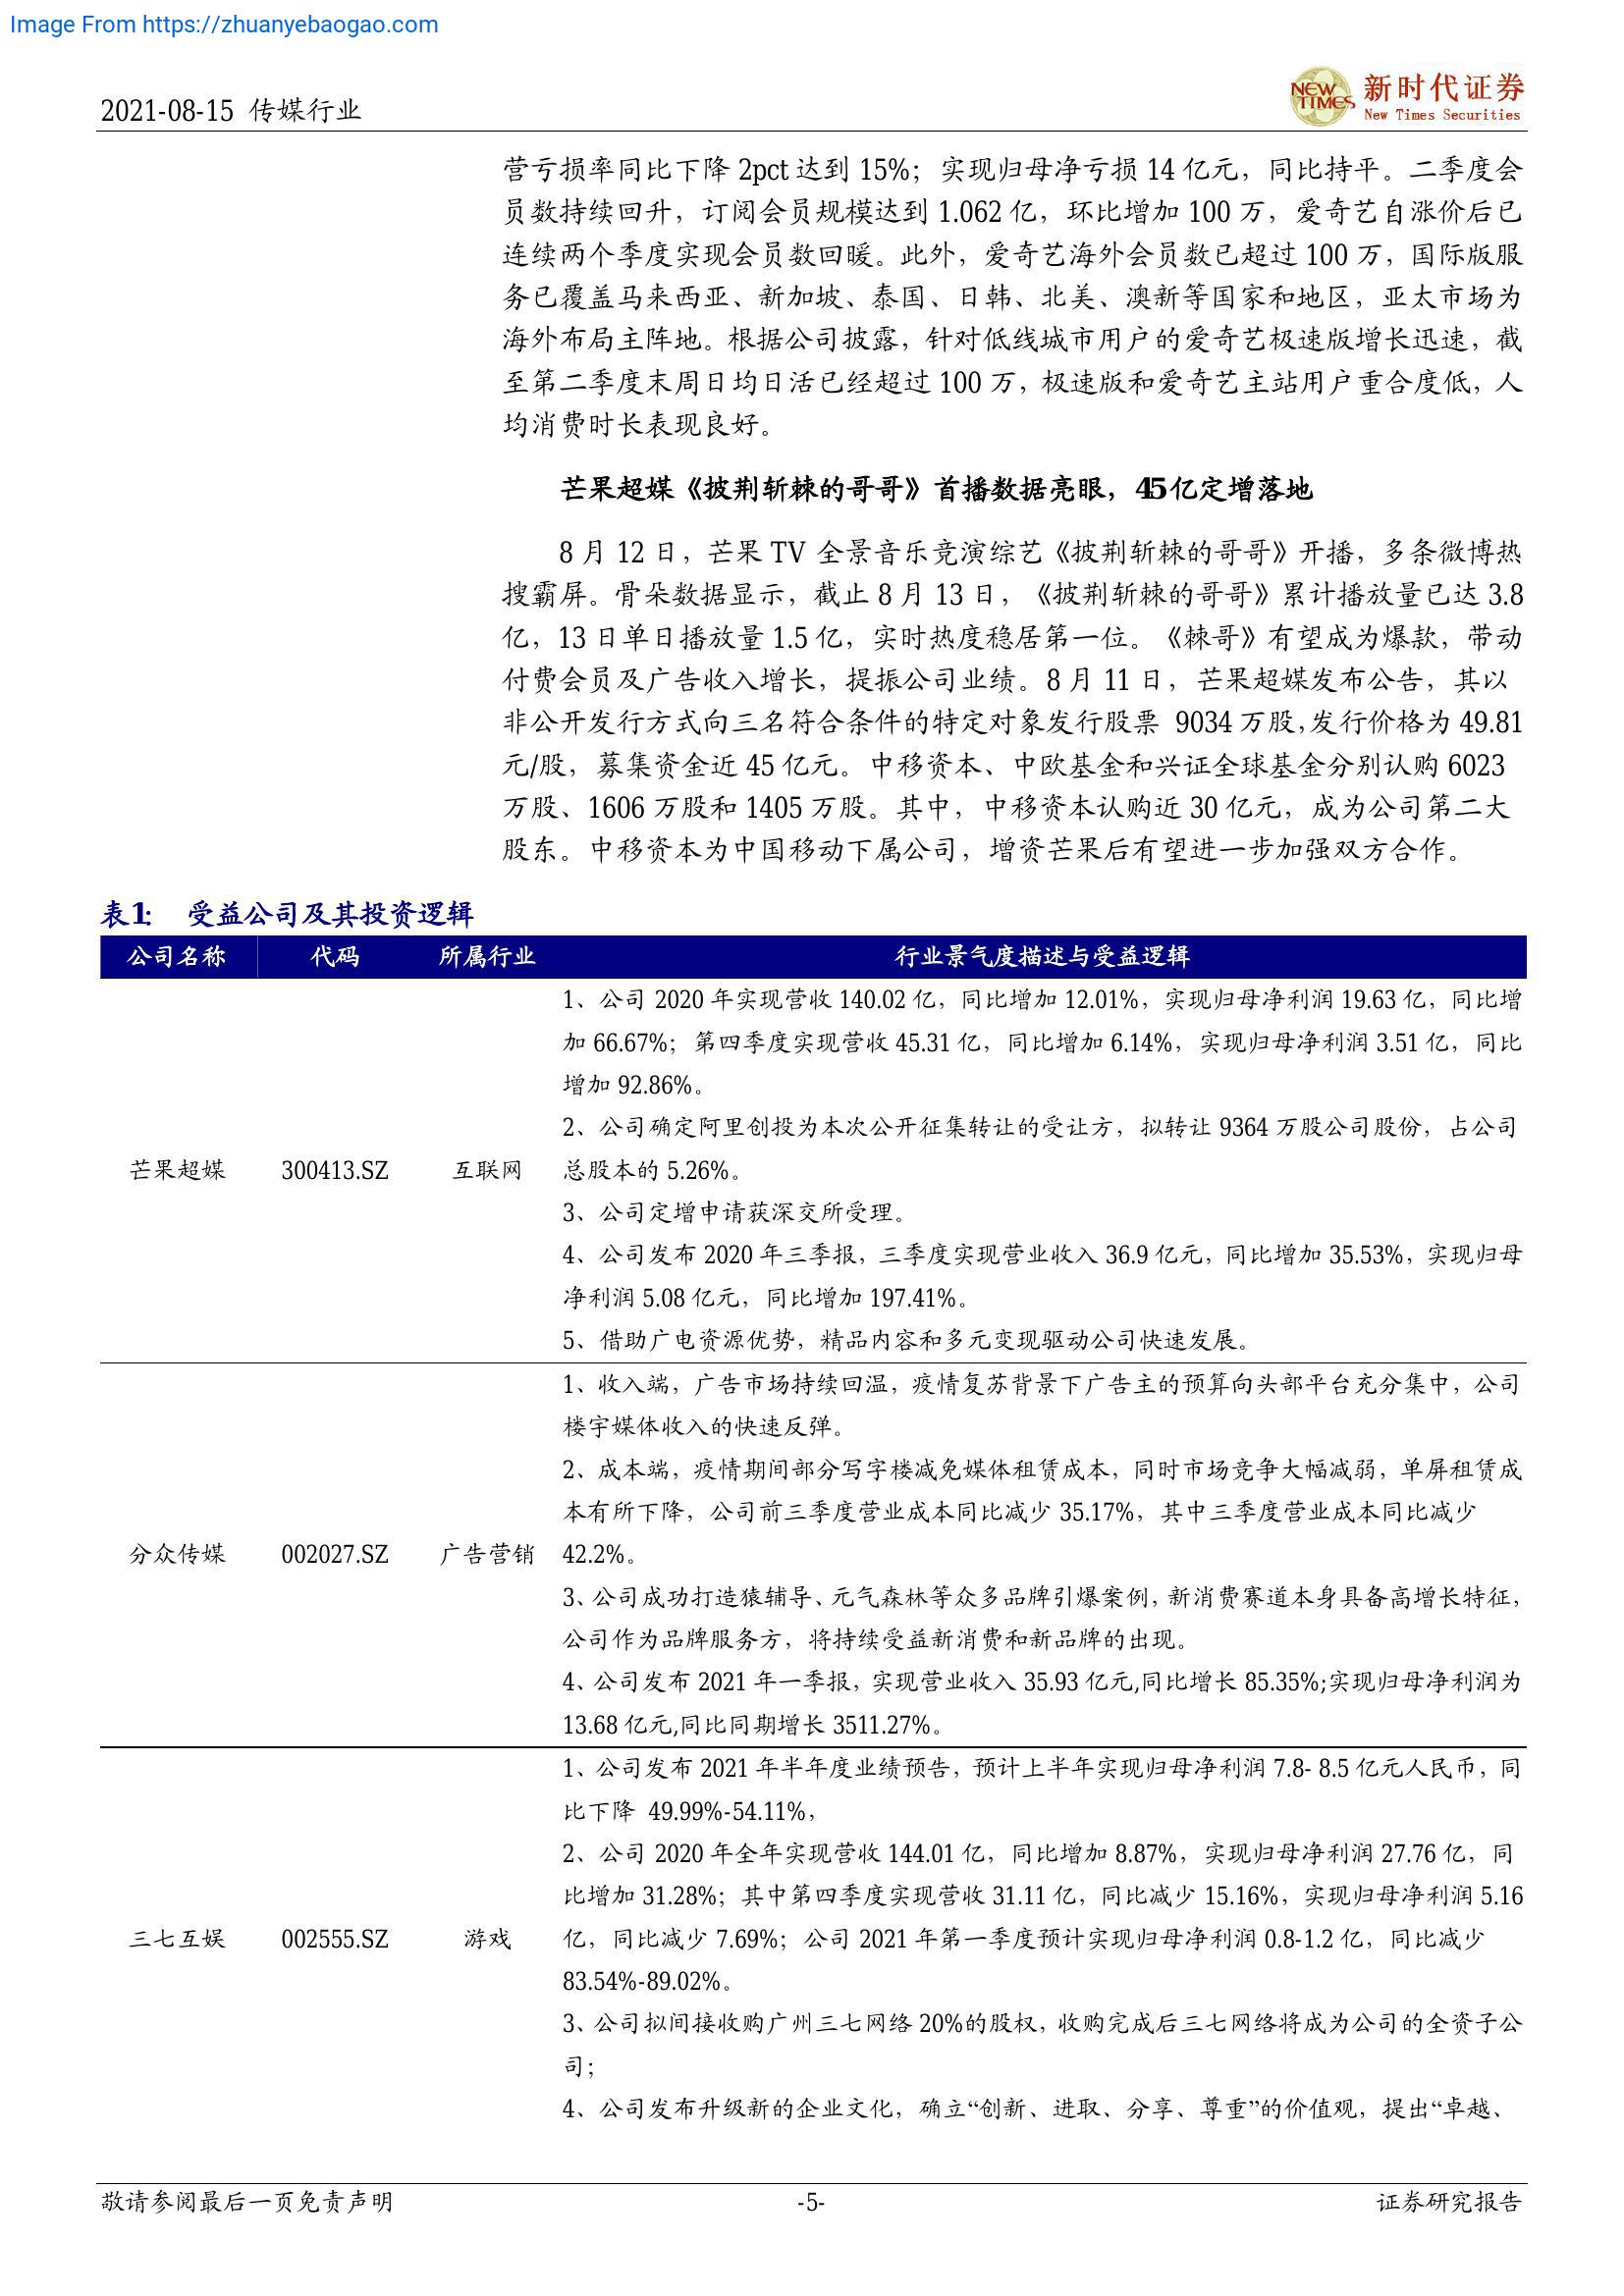 Image From https://zhuanyebaogao.com
2021-08-15 传媒行业
NEW TIMES
新时代证券
New Times Securities
营亏损率同比下降 2pct 达到 15%；实现归母净亏损 14 亿元，同比持平。二季度会
员数持续回升，订阅会员规模达到 1.062 亿，环比增加 100 万，爱奇艺自涨价后已
连续两个季度实现会员数回暖。此外，爱奇艺海外会员数已超过 100 万，国际版服
务已覆盖马来西亚、新加坡、泰国、日韩、北美、澳新等国家和地区，亚太市场为
海外布局主阵地。根据公司披露，针对低线城市用户的爱奇艺极速版增长迅速，截
至第二季度末周日均日活已经超过 100 万，极速版和爱奇艺主站用户重合度低，人
均消费时长表现良好。
芒果超媒《披荆斩棘的哥哥》首播数据亮眼，45亿定增落地
8 月 12 日，芒果 TV 全景音乐竞演综艺《披荆斩棘的哥哥》开播，多条微博热
搜霸屏。骨朵数据显示，截止 8 月 13 日，《披荆斩棘的哥哥》累计播放量已达 3.8
亿，13 日单日播放量 1.5 亿，实时热度稳居第一位。《棘哥》有望成为爆款，带动
付费会员及广告收入增长，提振公司业绩。8 月 11 日，芒果超媒发布公告，其以
非公开发行方式向三名符合条件的特定对象发行股票 9034 万股，发行价格为 49.81
元/股，募集资金近 45 亿元。中移资本、中欧基金和兴证全球基金分别认购 6023
万股、1606 万股和 1405 万股。其中，中移资本认购近 30 亿元，成为公司第二大
股东。中移资本为中国移动下属公司，增资芒果后有望进一步加强双方合作。
表1： 受益公司及其投资逻辑
公司名称 代码 所属行业 行业景气度描述与受益逻辑
1、公司 2020 年实现营收 140.02 亿，同比增加 12.01%，实现归母净利润 19.63 亿，同比增
加 66.67%；第四季度实现营收 45.31 亿，同比增加 6.14%，实现归母净利润 3.51 亿，同比
增加 92.86%。
2、公司确定阿里创投为本次公开征集转让的受让方，拟转让 9364 万股公司股份，占公司
芒果超媒 300413.SZ 互联网 总股本的 5.26%。
3、公司定增申请获深交所受理。
4、公司发布 2020 年三季报，三季度实现营业收入 36.9 亿元，同比增加 35.53%，实现归母
净利润 5.08 亿元，同比增加 197.41%。
5、借助广电资源优势，精品内容和多元变现驱动公司快速发展。
1、收入端，广告市场持续回温，疫情复苏背景下广告主的预算向头部平台充分集中，公司
楼宇媒体收入的快速反弹。
2、成本端，疫情期间部分写字楼减免媒体租赁成本，同时市场竞争大幅减弱，单屏租赁成
本有所下降，公司前三季度营业成本同比减少 35.17%，其中三季度营业成本同比减少
分众传媒 002027.SZ 广告营销 42.2%。
3、公司成功打造猿辅导、元气森林等众多品牌引爆案例，新消费赛道本身具备高增长特征，
公司作为品牌服务方，将持续受益新消费和新品牌的出现。
4、公司发布 2021 年一季报，实现营业收入 35.93 亿元,同比增长 85.35%;实现归母净利润为
13.68 亿元,同比同期增长 3511.27%。
1、公司发布 2021 年半年度业绩预告，预计上半年实现归母净利润 7.8- 8.5 亿元人民币，同
比下降 49.99%-54.11%，
2、公司 2020 年全年实现营收 144.01 亿，同比增加 8.87%，实现归母净利润 27.76 亿，同
比增加 31.28%；其中第四季度实现营收 31.11 亿，同比减少 15.16%，实现归母净利润 5.16
三七互娱 002555.SZ 游戏 亿，同比减少 7.69%；公司 2021 年第一季度预计实现归母净利润 0.8-1.2 亿，同比减少
83.54%-89.02%。
3、公司拟间接收购广州三七网络 20%的股权，收购完成后三七网络将成为公司的全资子公
司；
4、公司发布升级新的企业文化，确立“创新、进取、分享、尊重”的价值观，提出“卓越、
敬请参阅最后一页免责声明 -5- 证券研究报告